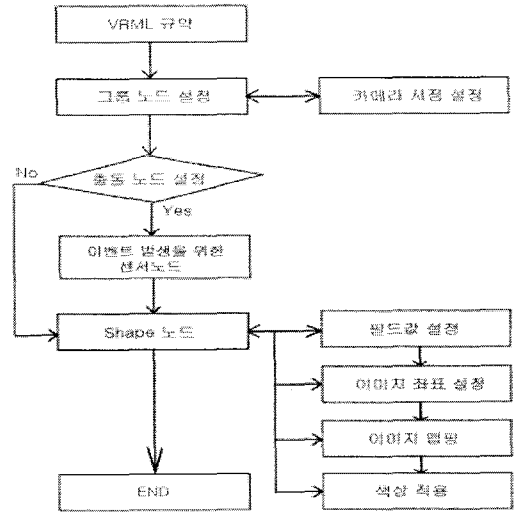 VRML 규약
그룹 노드 설정
카메라 시점 설정
충돌 노드 설정
No
Yes
이벤트 발생을 위한
센서노드
Shape 노드
필드값 설정
이미지 좌표 설정
이미지 맵핑
색상 적용
END